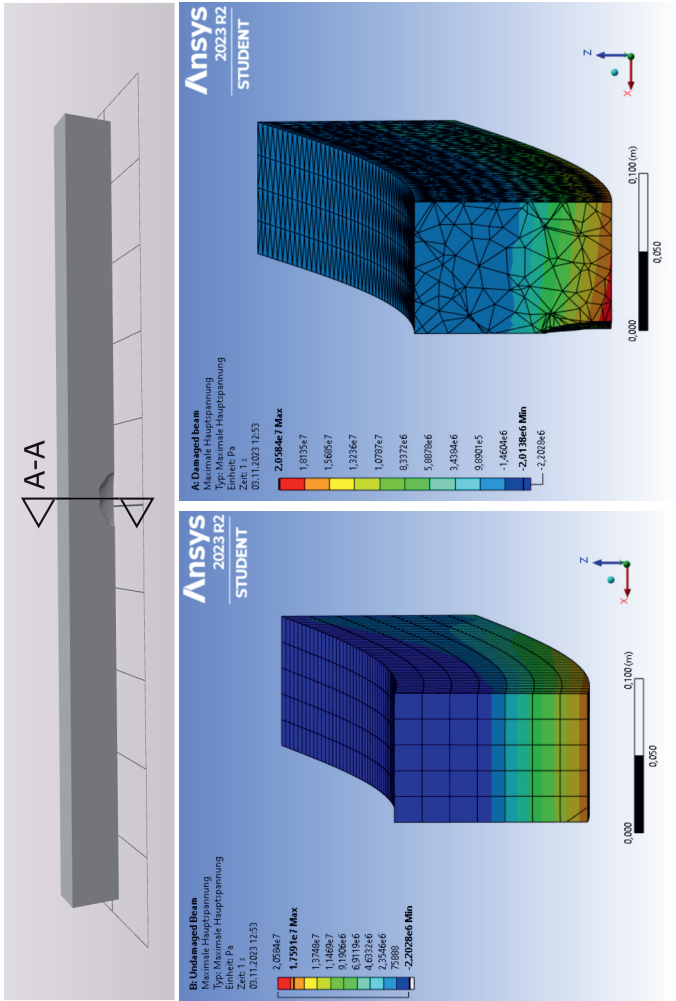 A-A
Ansys
2023 R2
STUDENT
A: Damaged beam
Maximale Hauptspannung
Typ: Maximale Hauptspannung
Einheit: Pa
Zeit: 1 s
03.11.2023 12:53
2,0584e7 Max
1,8135e7
1,5685e7
1,3236e7
1,0787e7
8,3372e6
5,8878e6
3,4384e6
9,8901e5
-1,4604e6
-2,0138e6 Min
-2,2028e6
0,000
0,050
0,100 (m)
Z
X
Ansys
2023 R2
STUDENT
B: Undamaged Beam
Maximale Hauptspannung
Typ: Maximale Hauptspannung
Einheit: Pa
Zeit: 1 s
03.11.2023 12:53
2,0584e7
1,7591e7 Max
1,3748e7
1,1469e7
9,1906e6
6,9119e6
4,6332e6
2,3546e6
75888
-2,2028e6 Min
0,000
0,050
0,100 (m)
Z
X